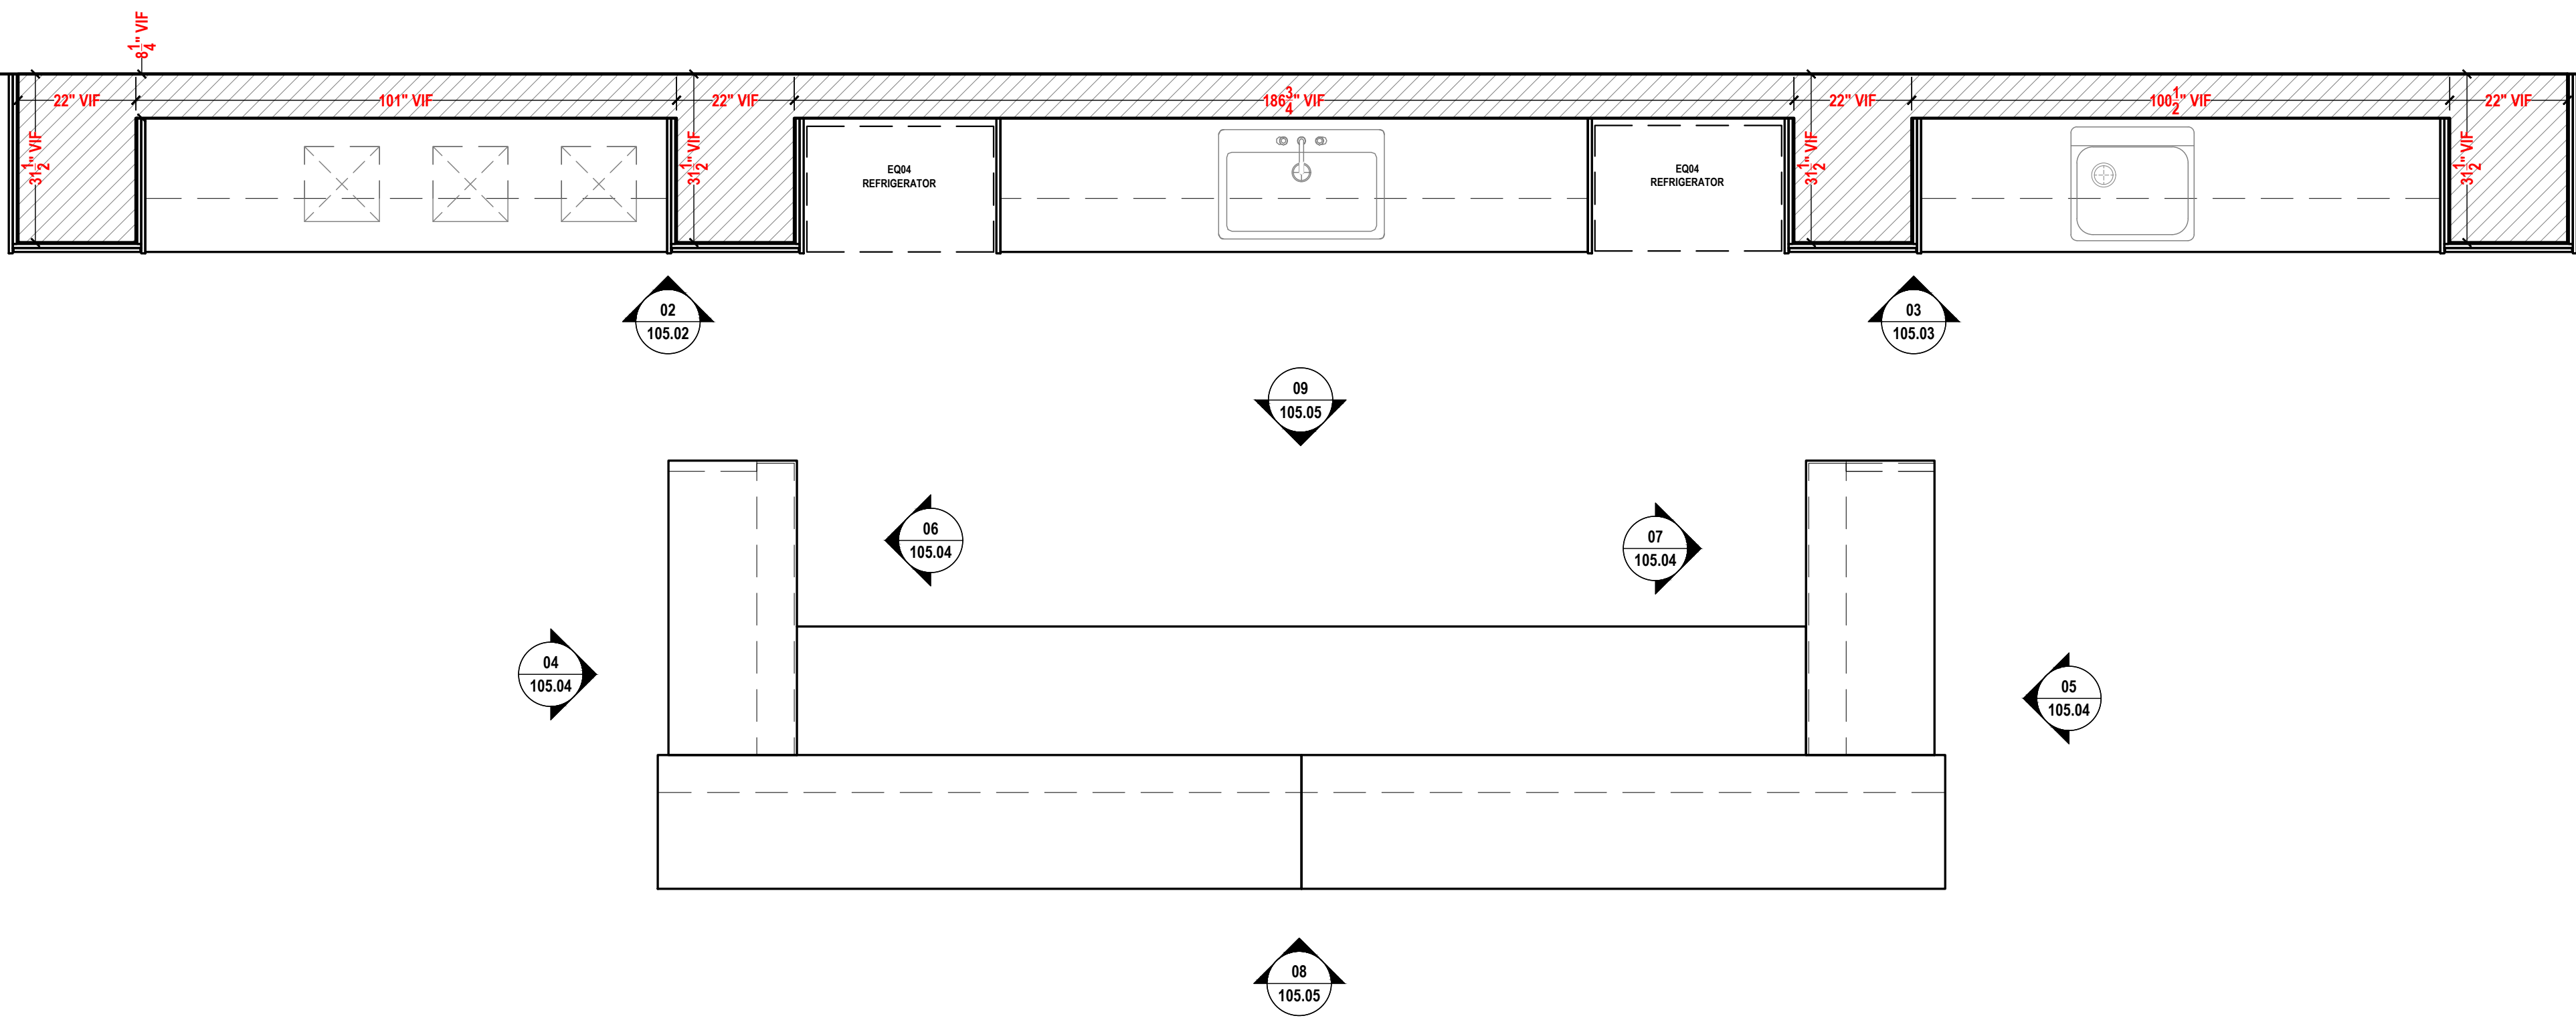 8 1/4" VIF
22" VIF
101" VIF
22" VIF
186 3/4" VIF
22" VIF
100 1/2" VIF
22" VIF
31 1/2" VIF
31 1/2" VIF
31 1/2" VIF
31 1/2" VIF
EQ04
REFRIGERATOR
EQ04
REFRIGERATOR
02
105.02
03
105.03
09
105.05
06
105.04
07
105.04
04
105.04
05
105.04
08
105.05